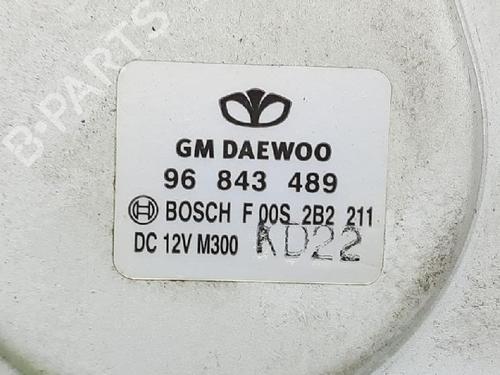 B-PARTS
GM DAEWOO
96 843 489
BOSCH F 00S 2B2 211
DC 12V M300 KD22